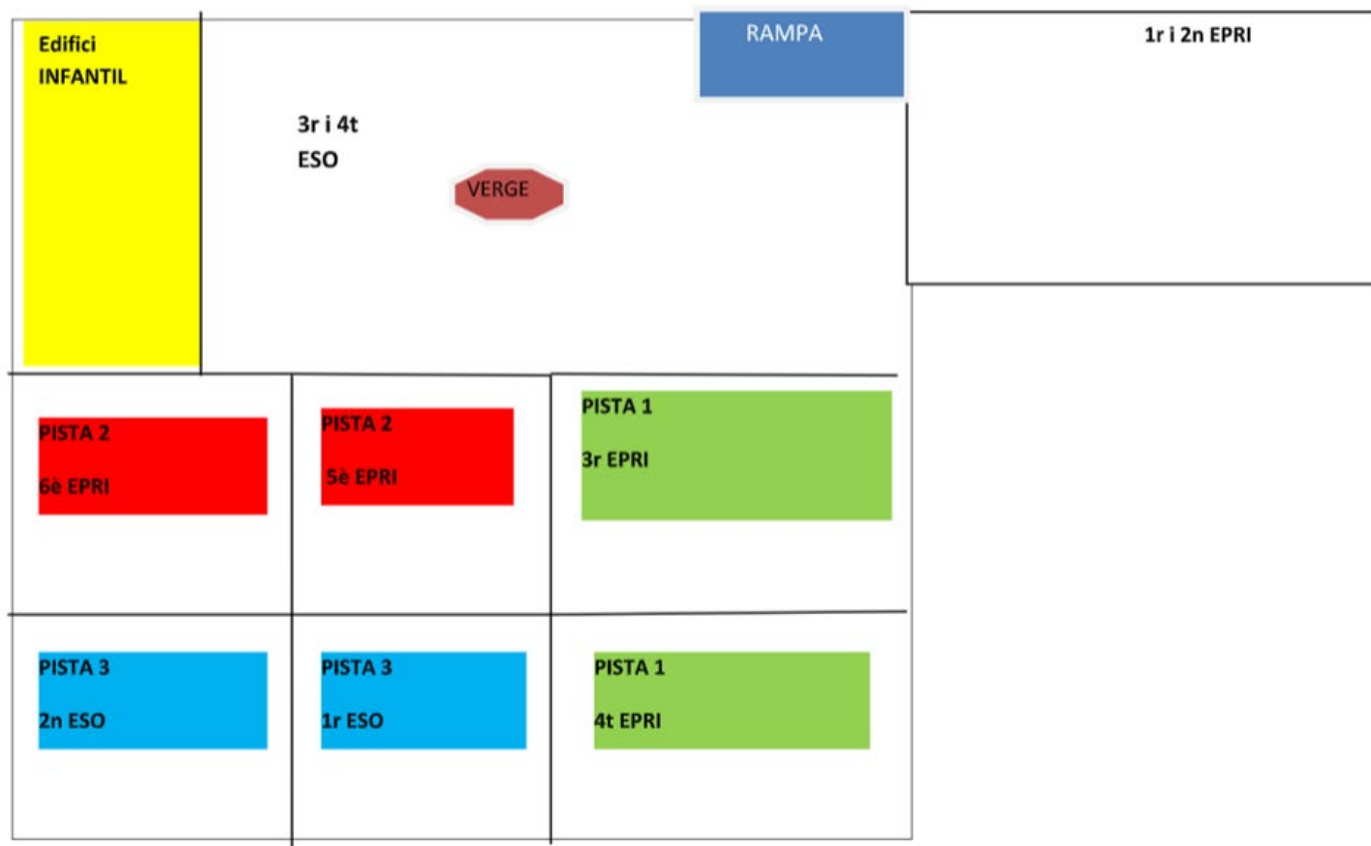 Edifici
INFANTIL
RAMPA
1r i 2n EPRI
3r i 4t
ESO
VERGE
PISTA 2
6è EPRI
PISTA 2
5è EPRI
PISTA 1
3r EPRI
PISTA 3
2n ESO
PISTA 3
1r ESO
PISTA 1
4t EPRI